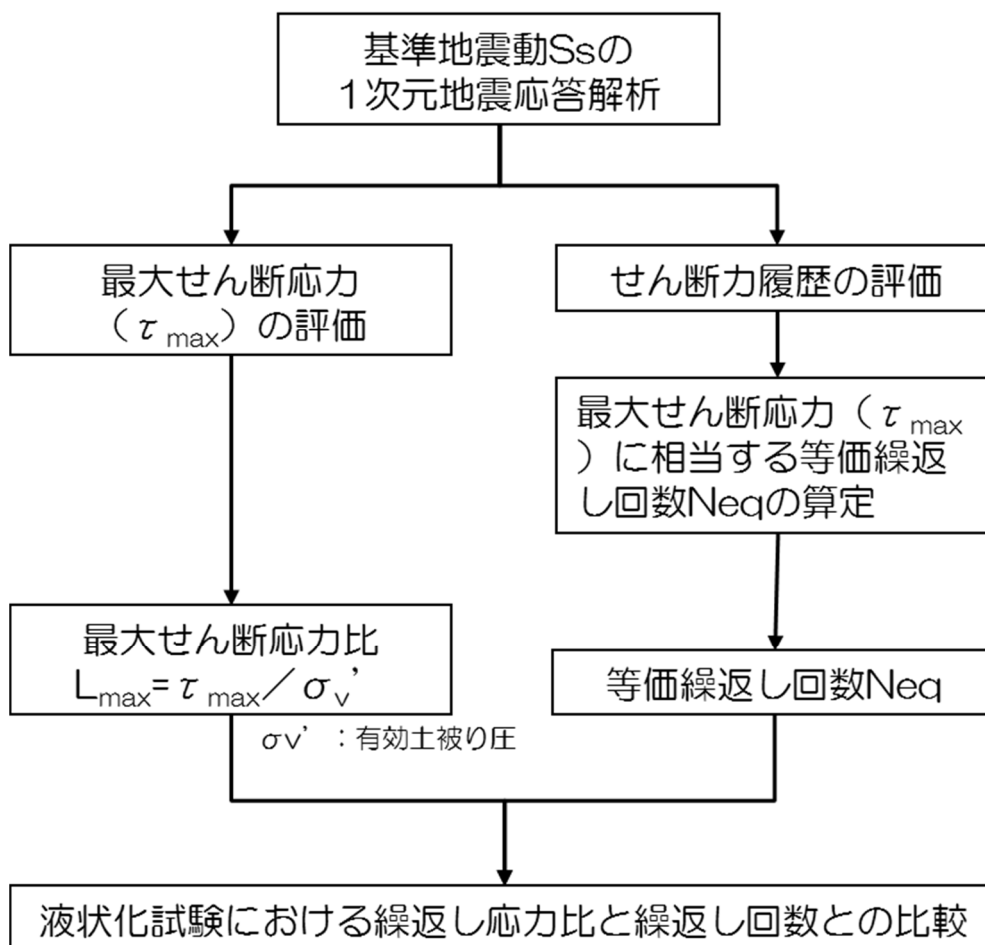 基準地震動Ssの
1次元地震応答解析
最大せん断応力
(τ max) の評価
せん断力履歴の評価
最大せん断応力(τ max
)に相当する等価繰返
し回数Neqの算定
最大せん断応力比
Lmax=τ max/σv'
σv' :有効土被り圧
等価繰返し回数Neq
液状化試験における繰返し応力比と繰返し回数との比較